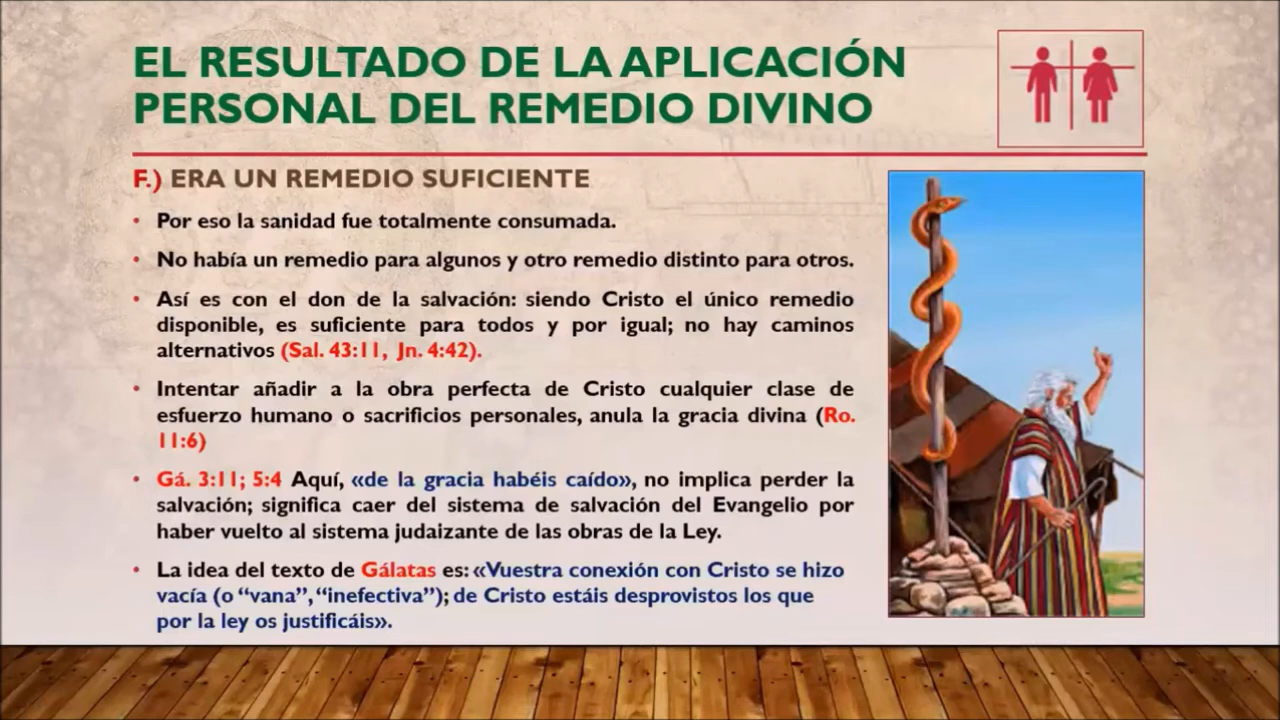 EL RESULTADO DE LA APLICACIÓN
PERSONAL DEL REMEDIO DIVINO
F.) ERA UN REMEDIO SUFICIENTE
• Por eso la sanidad fue totalmente consumada.
• No había un remedio para algunos y otro remedio distinto para otros.
• Así es con el don de la salvación: siendo Cristo el único remedio
disponible, es suficiente para todos y por igual; no hay caminos
alternativos (Sal. 43:11, Jn. 4:42).
• Intentar añadir a la obra perfecta de Cristo cualquier clase de
esfuerzo humano o sacrificios personales, anula la gracia divina (Ro.
11:6)
• Gá. 3:11; 5:4 Aquí, «de la gracia habéis caído», no implica perder la
salvación; significa caer del sistema de salvación del Evangelio por
haber vuelto al sistema judaizante de las obras de la Ley.
• La idea del texto de Gálatas es: «Vuestra conexión con Cristo se hizo
vacía (o “vana”, “inefectiva”); de Cristo estáis desprovistos los que
por la ley os justificáis».